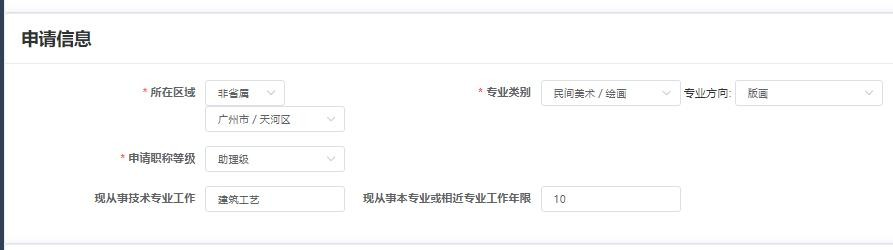 申请信息
* 所在区域 非省属 * 专业类别 民间美术 / 绘画 专业方向: 版画
广州市 / 天河区
* 申请职称等级 助理级
现从事技术专业工作 建筑工艺 现从事本专业或相近专业工作年限 10